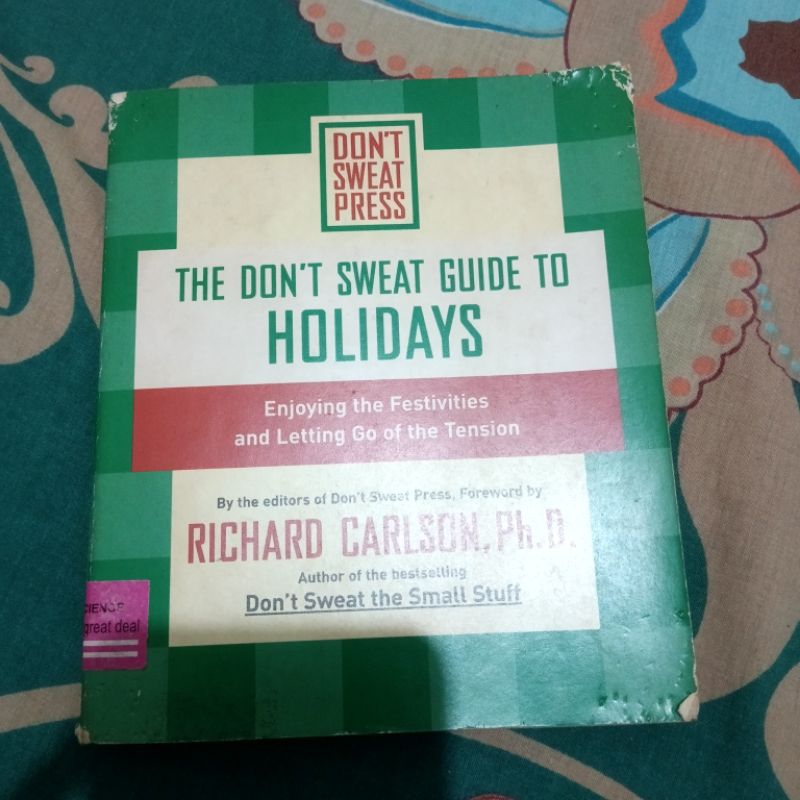 DON'T
SWEAT
PRESS
THE DON'T SWEAT GUIDE TO
HOLIDAYS
Enjoying the Festivities
and Letting Go of the Tension
By the editors of Don't Sweat Press, Foreword by
RICHARD CARLSON, Ph.D.
Author of the bestselling
Don't Sweat the Small Stuff
CIENCE
great deal